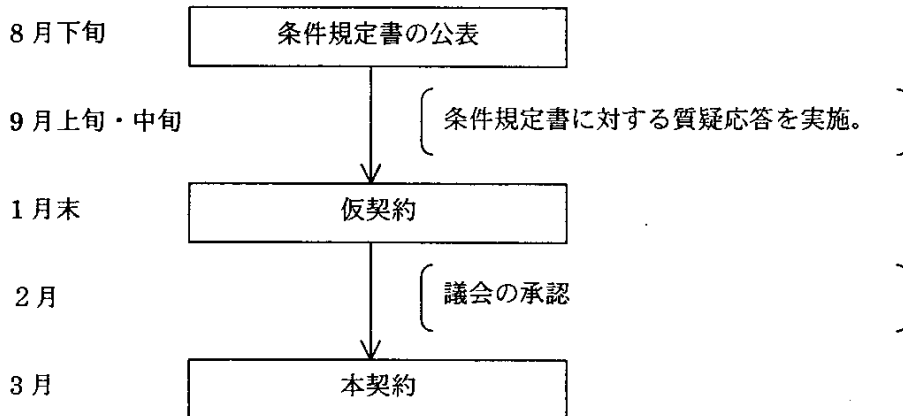 8月下旬 条件規定書の公表
9月上旬・中旬 条件規定書に対する質疑応答を実施。
1月末 仮契約
2月 議会の承認
3月 本契約